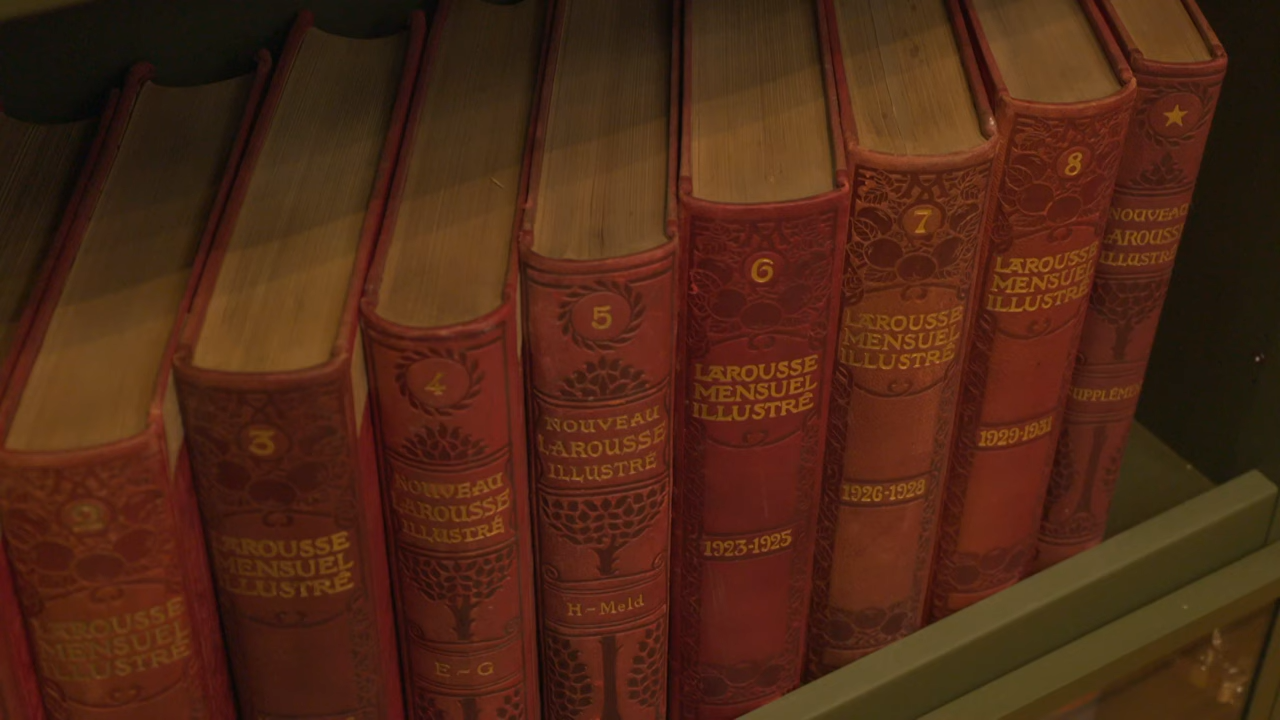 2
LAROUSSE
MENSUEL
ILLUSTRÉ
3
LAROUSSE
MENSUEL
ILLUSTRÉ
4
NOUVEAU
LAROUSSE
ILLUSTRÉ
E-G
5
NOUVEAU
LAROUSSE
ILLUSTRÉ
H-Meld
6
LAROUSSE
MENSUEL
ILLUSTRÉ
1923-1925
7
LAROUSSE
MENSUEL
ILLUSTRÉ
1926-1928
8
LAROUSSE
MENSUEL
ILLUSTRÉ
1929-1931
NOUVEAU
LAROUSSE
ILLUSTRÉ
SUPPLÉMENT